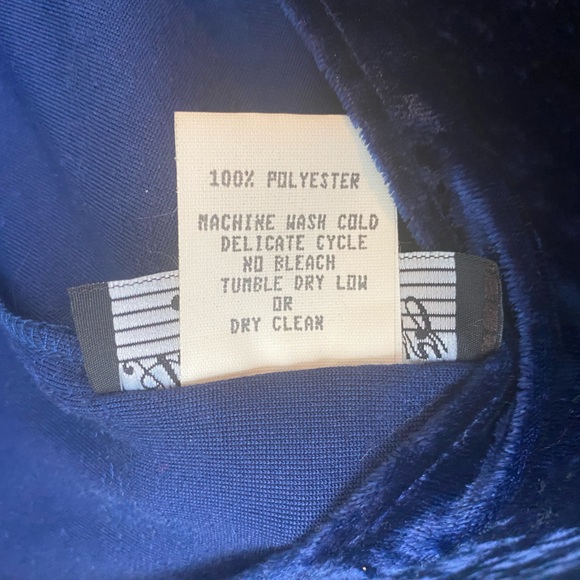 100% POLYESTER
MACHINE WASH COLD
DELICATE CYCLE
NO BLEACH
TUMBLE DRY LOW
OR
DRY CLEAN